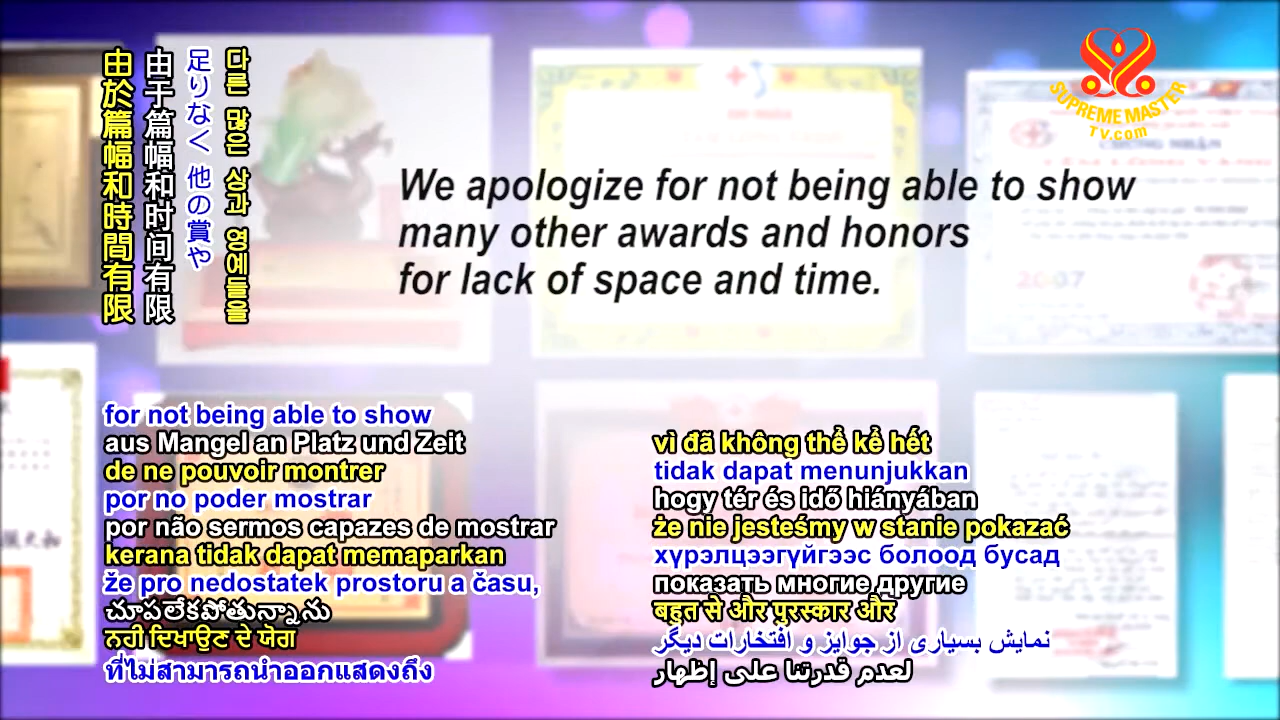 由於篇幅和時間有限
由于篇幅和时间有限
足りなく 他の賞や
다른 많은 상과 영예들을
SUPREME MASTER
TV.com
We apologize for not being able to show
many other awards and honors
for lack of space and time.
for not being able to show
aus Mangel an Platz und Zeit
de ne pouvoir montrer
por no poder mostrar
por não sermos capazes de mostrar
kerana tidak dapat memaparkan
že pro nedostatek prostoru a času,
చూపలేకపోతున్నాను
ਨਹੀ ਦਿਖਾਉਣ ਦੇ ਯੋਗ
ที่ไม่สามารถนำออกแสดงถึง
vì đã không thể kể hết
tidak dapat menunjukkan
hogy tér és idő hiányában
że nie jesteśmy w stanie pokazać
хүрэлцээгүйгээс болоод бусад
показать многие другие
बहुत से और पुरस्कार और
نمایش بسیاری از جوایز و افتخارات دیگر
لعدم قدرتنا على إظهار
2007